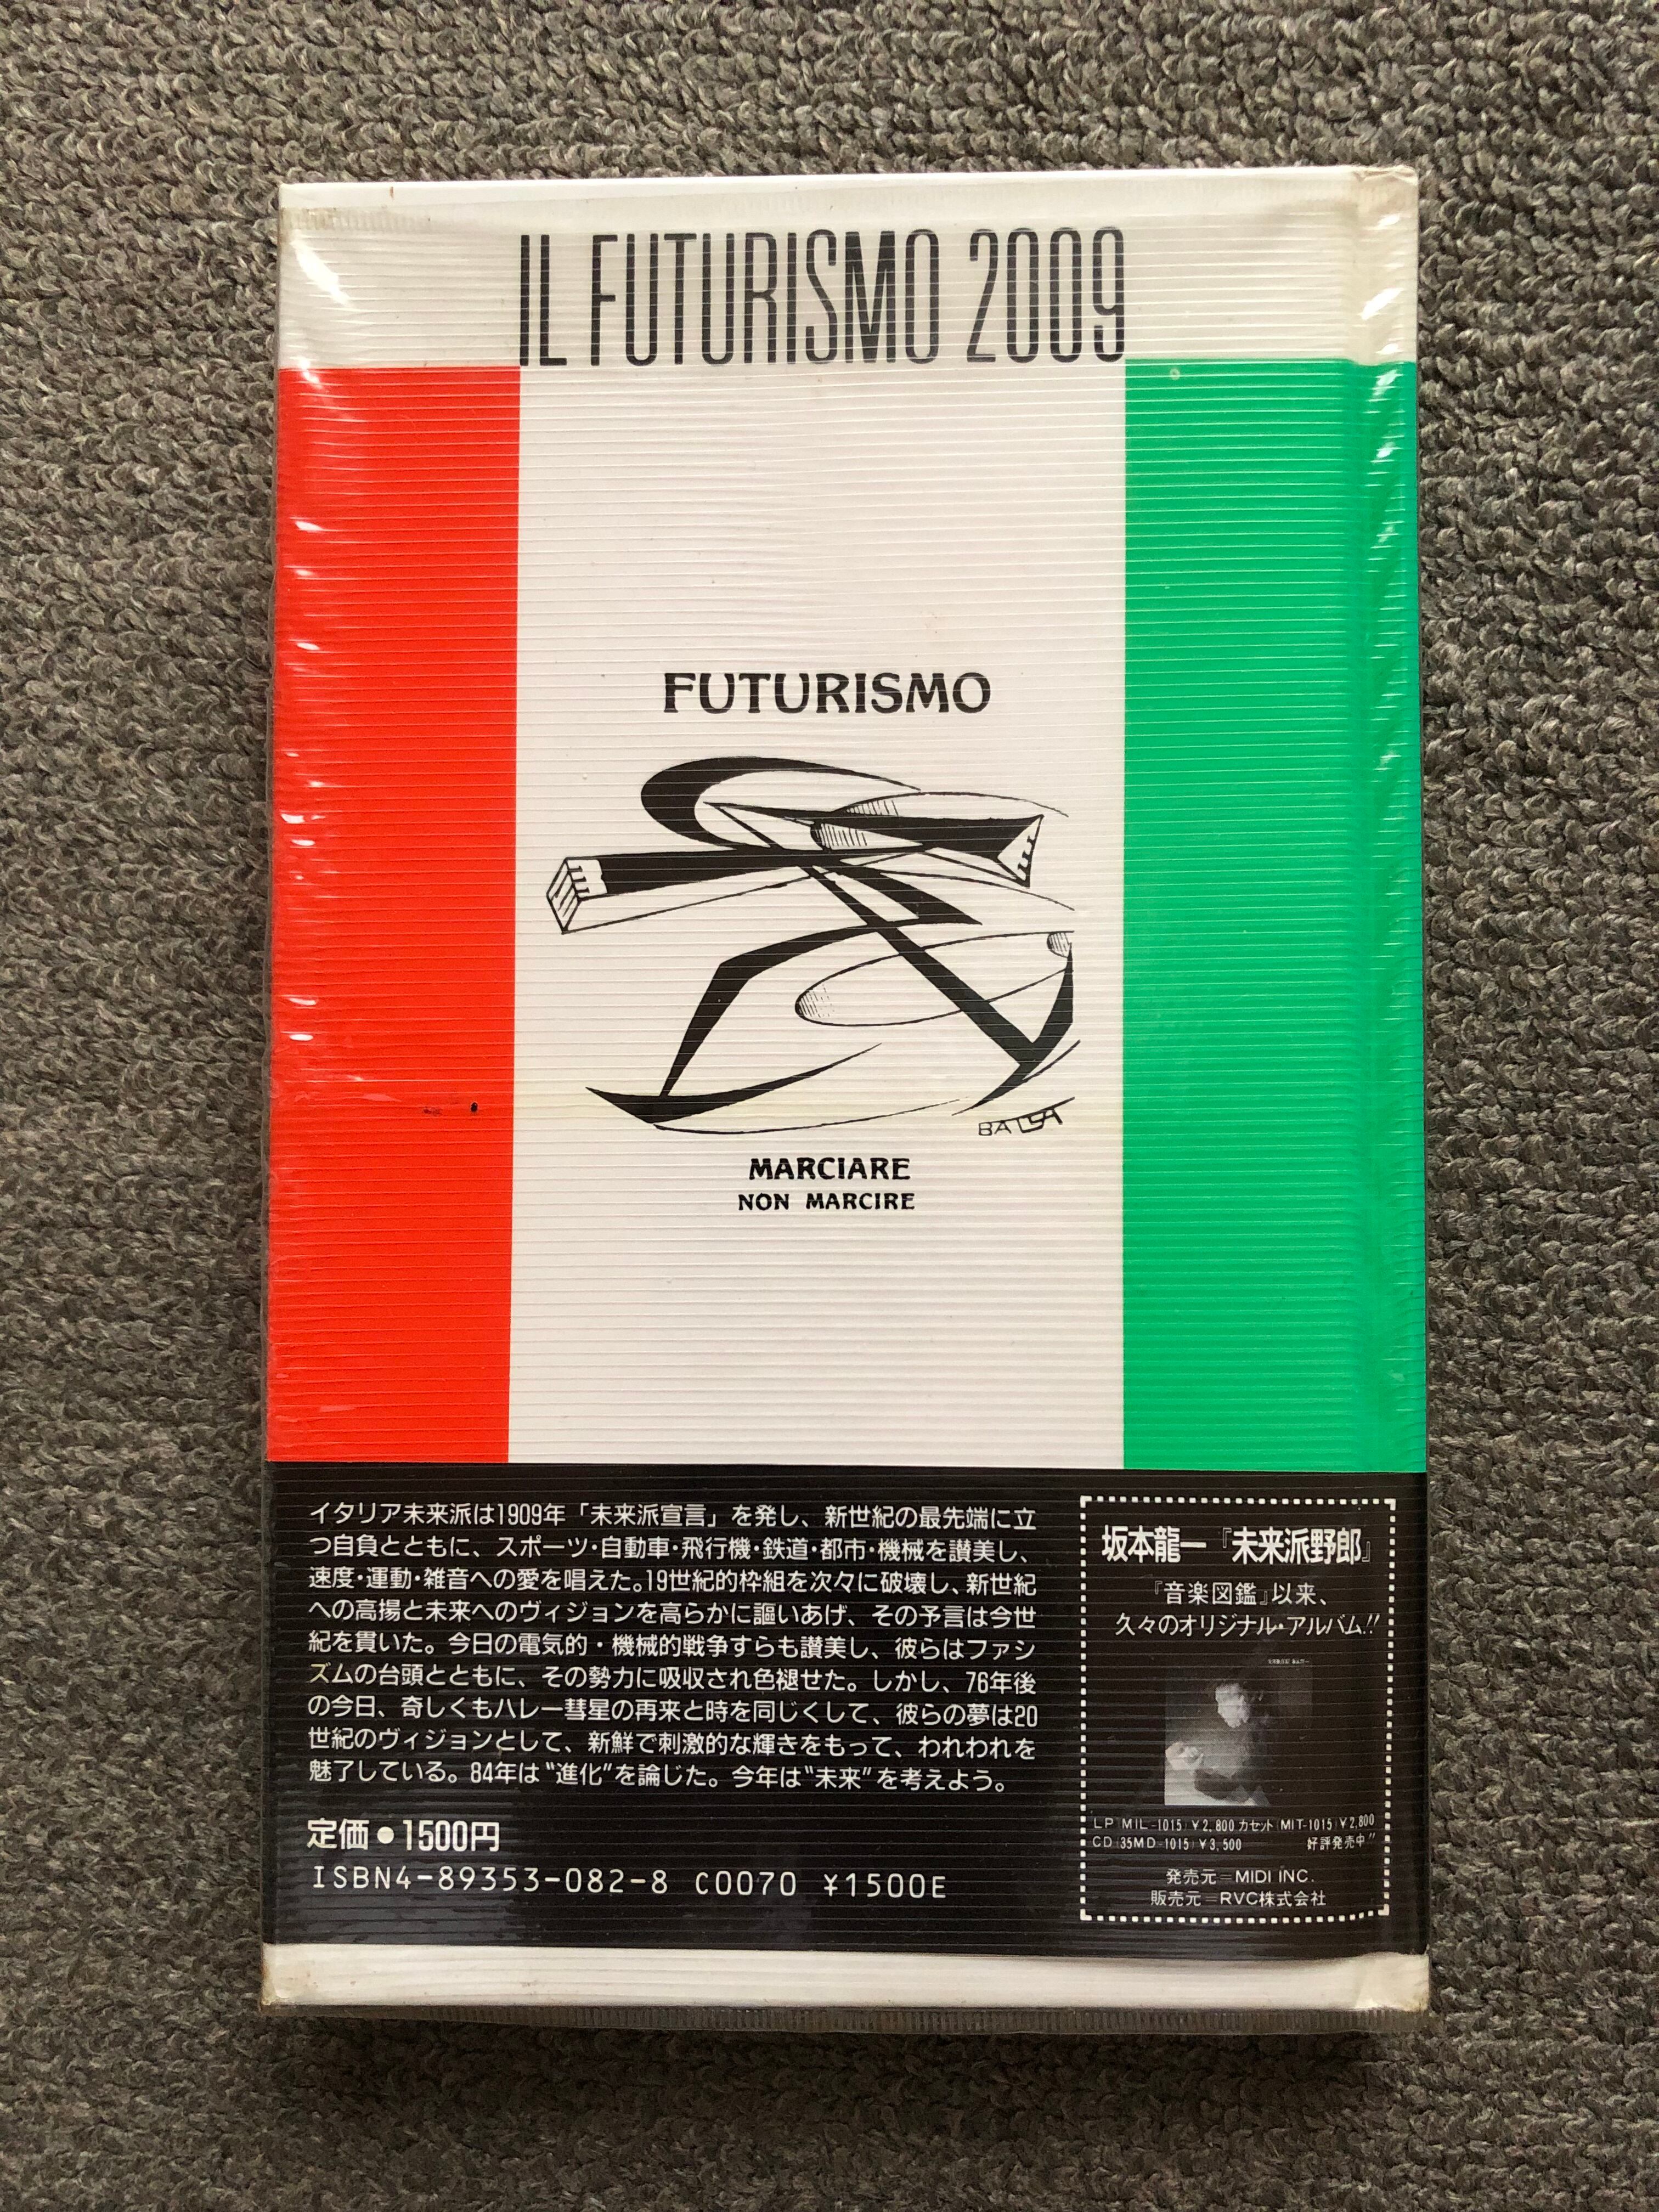 IL FUTURISMO 2009
FUTURISMO
BALLA
MARCIARE
NON MARCIRE
イタリア未来派は1909年「未来派宣言」を発し、新世紀の最先端に立
つ自負とともに、スポーツ・自動車・飛行機・鉄道・都市・機械を讃美し、
速度・運動・雑音への愛を唱えた。19世紀的枠組を次々に破壊し、新世紀
への高揚と未来へのヴィジョンを高らかに謳いあげ、その予言は今世
紀を貫いた。今日の電気的・機械的戦争すらも讃美し、彼らはファシ
ズムの台頭とともに、その勢力に吸収され色褪せた。しかし、76年後
の今日、奇しくもハレー彗星の再来と時を同じくして、彼らの夢は20
世紀のヴィジョンとして、新鮮で刺激的な輝きをもって、われわれを
魅了している。84年は“進化”を論じた。今年は“未来”を考えよう。
定価●1500円
ISBN4-89353-082-8 C0070 ¥1500E
坂本龍一『未来派野郎』
『音楽図鑑』以来、
久々のオリジナル・アルバム!!
LP MIL-1015)¥2,800 カセット(MIT-1015)¥2,800
CD(35MD-1015)¥3,500 好評発売中"
発売元=MIDI INC.
販売元=RVC株式会社